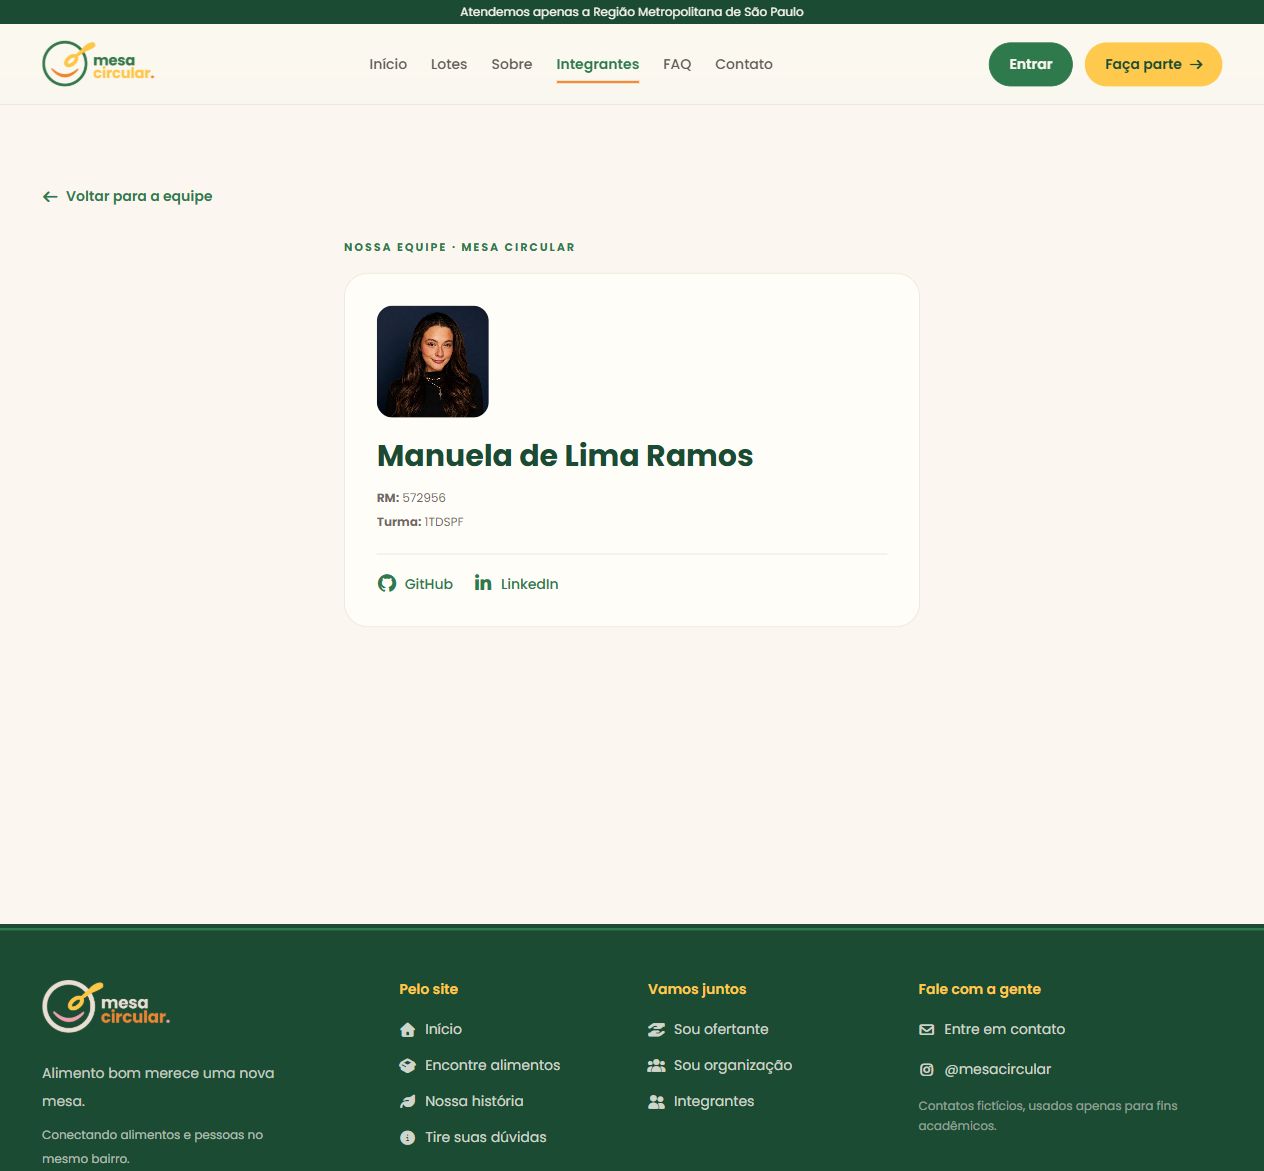 Atendemos apenas a Região Metropolitana de São Paulo
mesa
circular.
Início
Lotes
Sobre
Integrantes
FAQ
Contato
Entrar
Faça parte →
← Voltar para a equipe
NOSSA EQUIPE · MESA CIRCULAR
Manuela de Lima Ramos
RM: 572956
Turma: 1TDSPF
GitHub
LinkedIn
mesa
circular.
Alimento bom merece uma nova
mesa.
Conectando alimentos e pessoas no
mesmo bairro.
Pelo site
Início
Encontre alimentos
Nossa história
Tire suas dúvidas
Vamos juntos
Sou ofertante
Sou organização
Integrantes
Fale com a gente
Entre em contato
@mesacircular
Contatos fictícios, usados apenas para fins
acadêmicos.